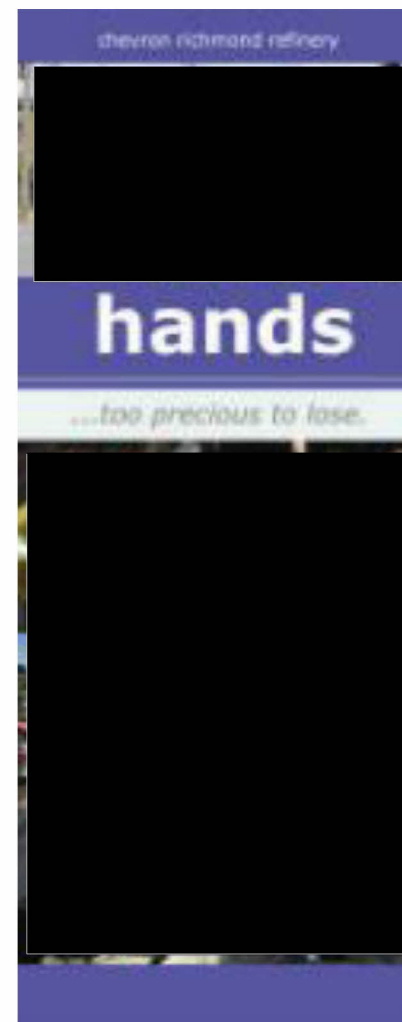 chevron richmond refinery
hands
...too precious to lose.